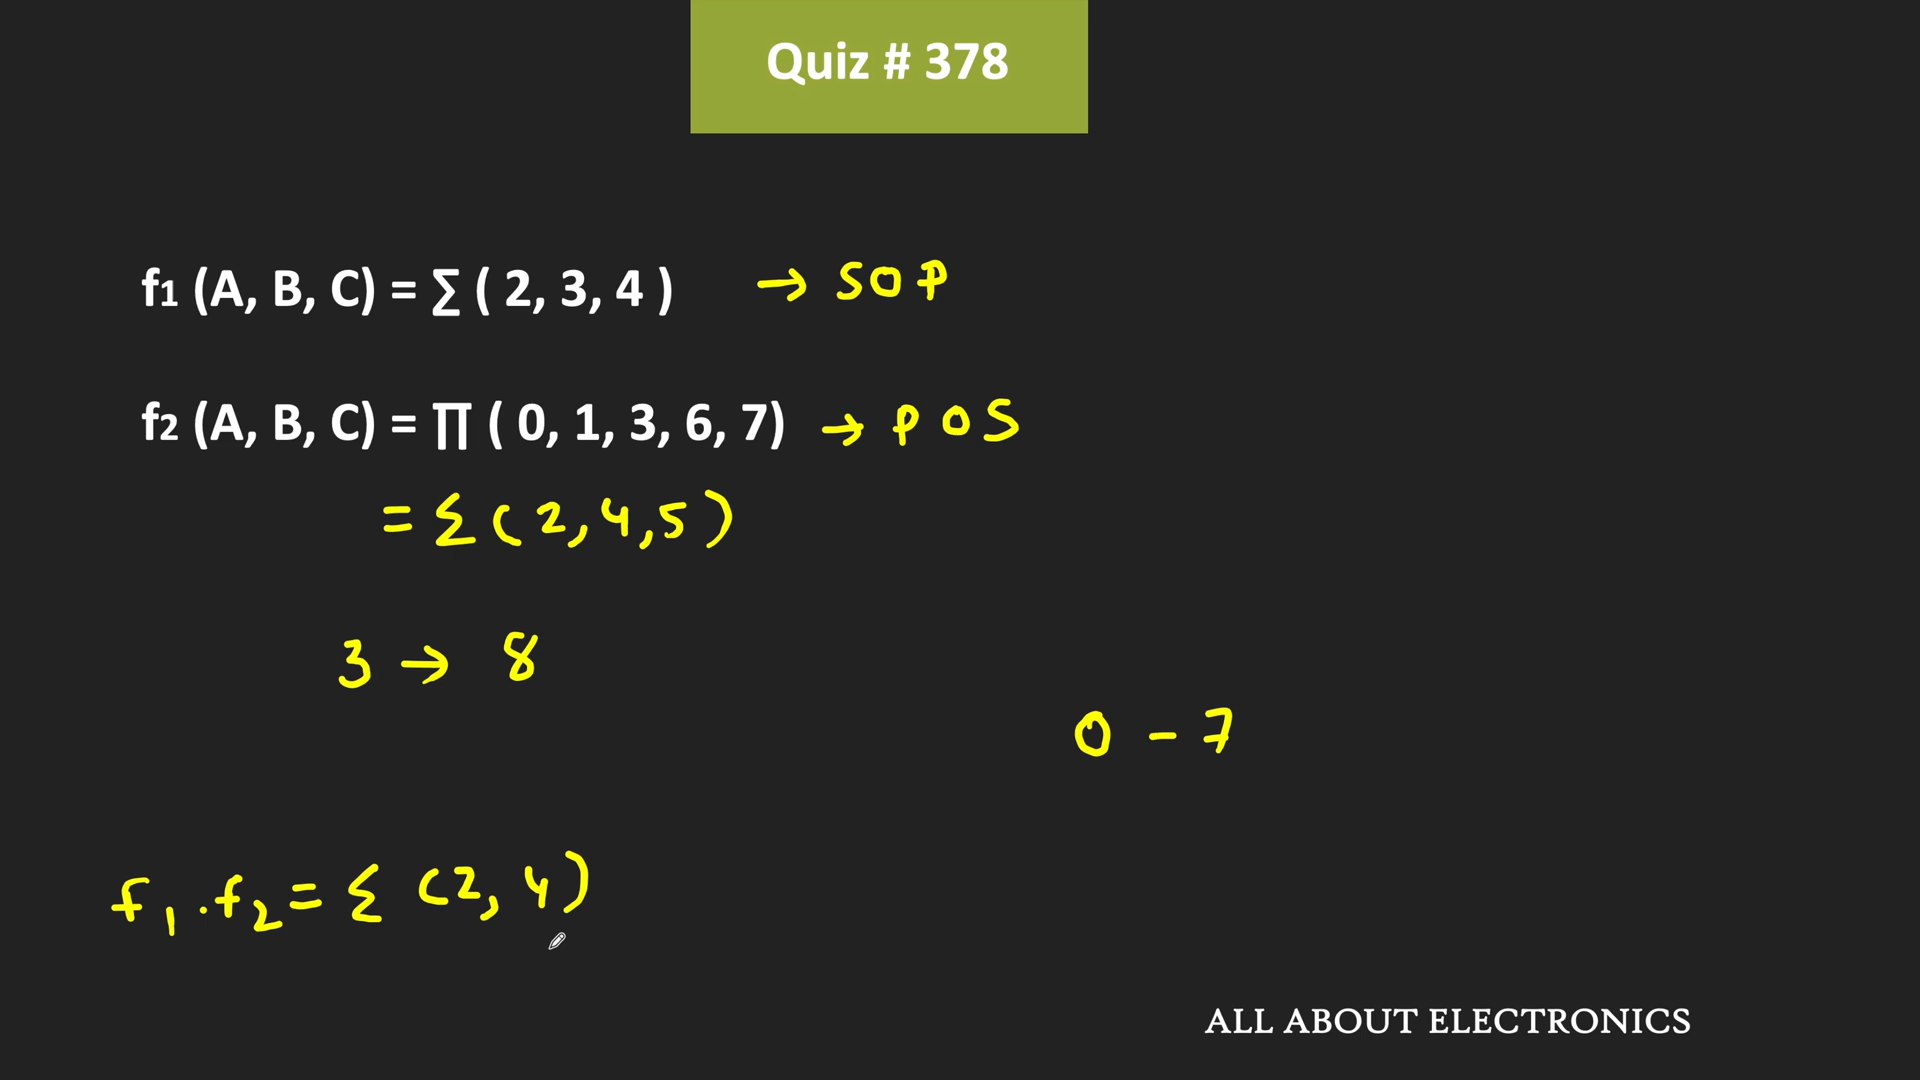 Quiz # 378
f₁ (A, B, C) = ∑ ( 2, 3, 4 ) → SOP
f₂ (A, B, C) = ∏ ( 0, 1, 3, 6, 7) → POS
= Σ ( 2, 4, 5 )
3 → 8
0 - 7
f₁ . f₂ = Σ (2, 4)
ALL ABOUT ELECTRONICS